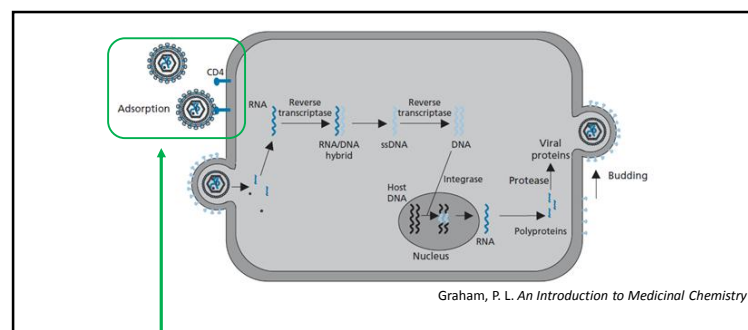 CD4
Adsorption
RNA
Reverse
transcriptase
RNA/DNA
hybrid
ssDNA
Reverse
transcriptase
DNA
Integrase
Host
DNA
Nucleus
RNA
Polyproteins
Protease
Viral
proteins
Budding
Graham, P. L. An Introduction to Medicinal Chemistry